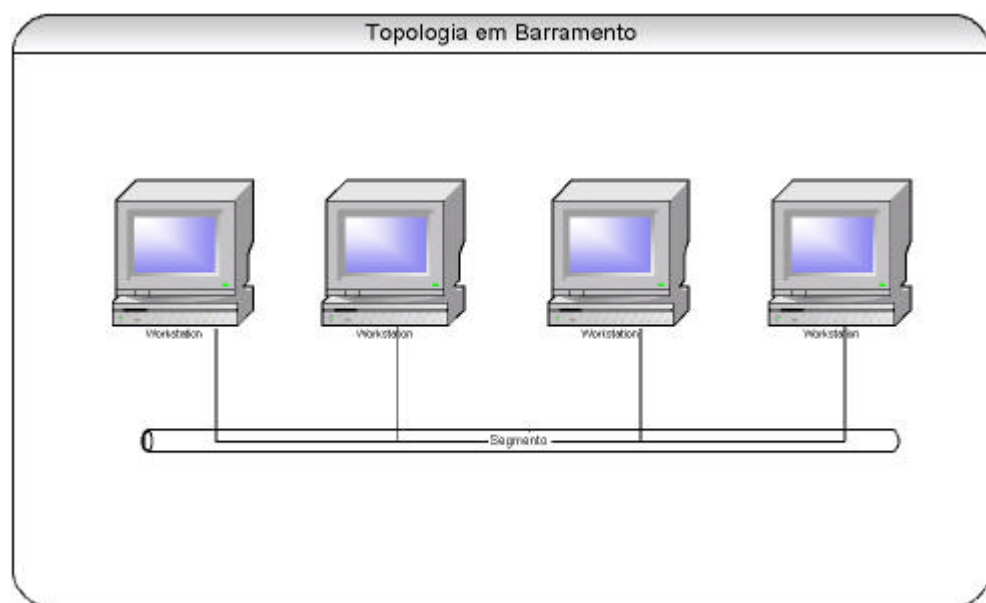 Topologia em Barramento
Workstation
Workstation
Workstation
Workstation
Segmento